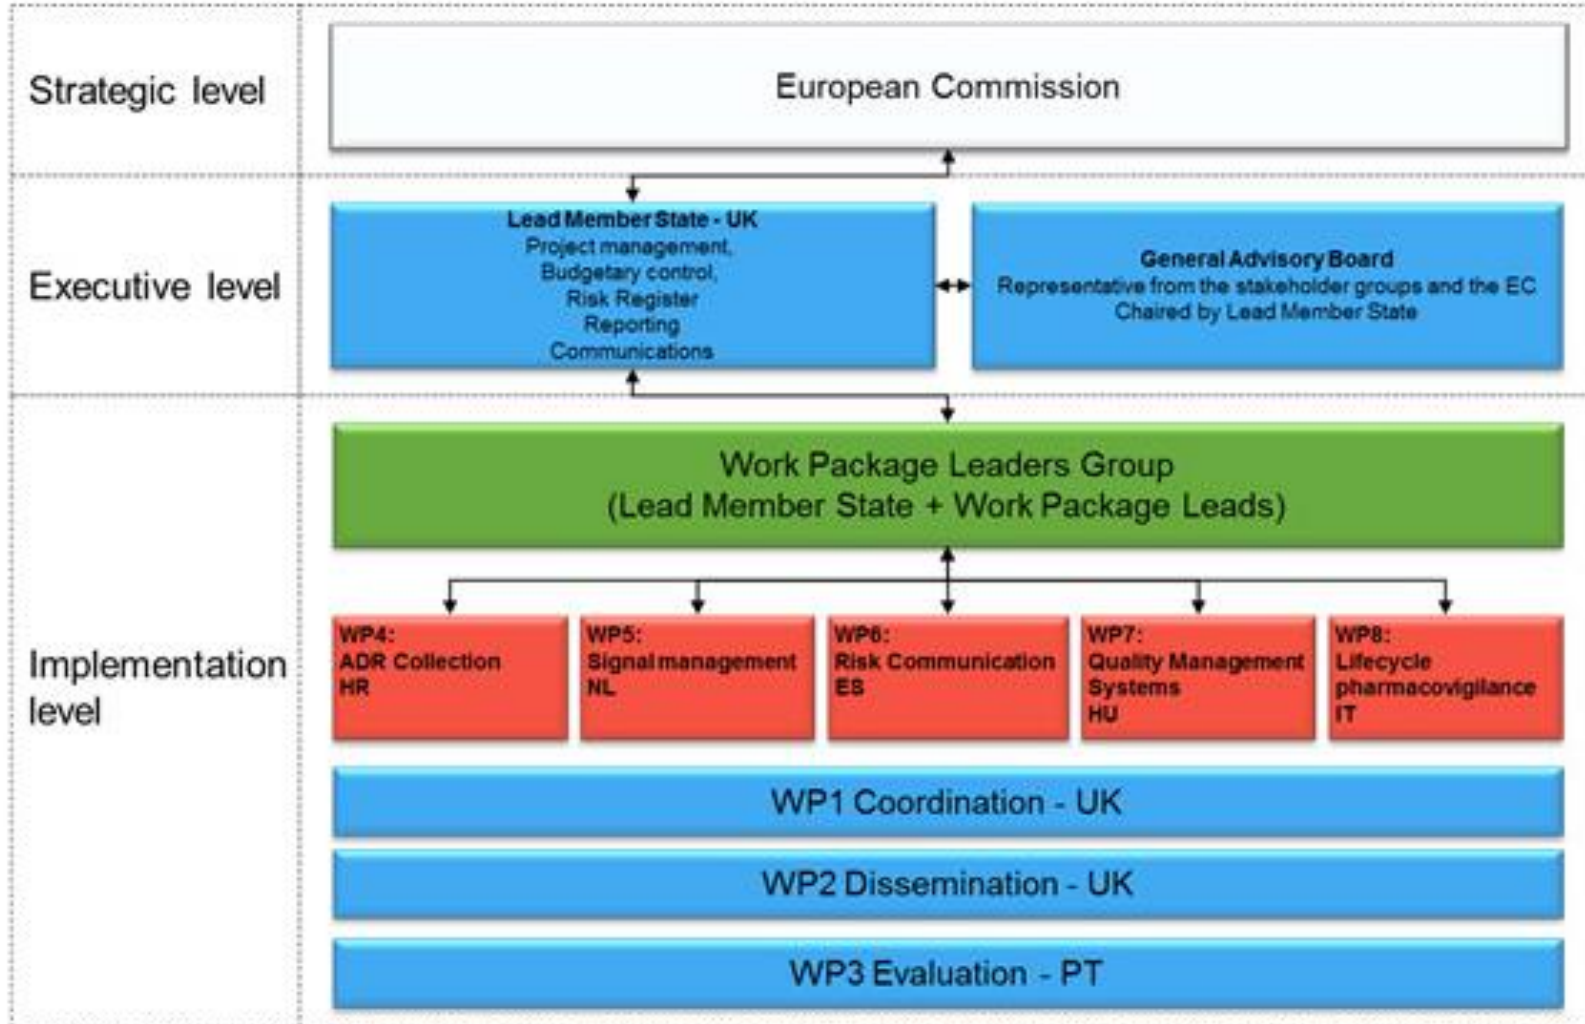 Strategic level
European Commission
Executive level
Lead Member State - UK
Project management,
Budgetary control,
Risk Register
Reporting
Communications
General Advisory Board
Representative from the stakeholder groups and the EC
Chaired by Lead Member State
Implementation
level
Work Package Leaders Group
(Lead Member State + Work Package Leads)
WP4:
ADR Collection
HR
WP5:
Signal management
NL
WP6:
Risk Communication
ES
WP7:
Quality Management
Systems
HU
WP8:
Lifecycle
pharmacovigilance
IT
WP1 Coordination - UK
WP2 Dissemination - UK
WP3 Evaluation - PT